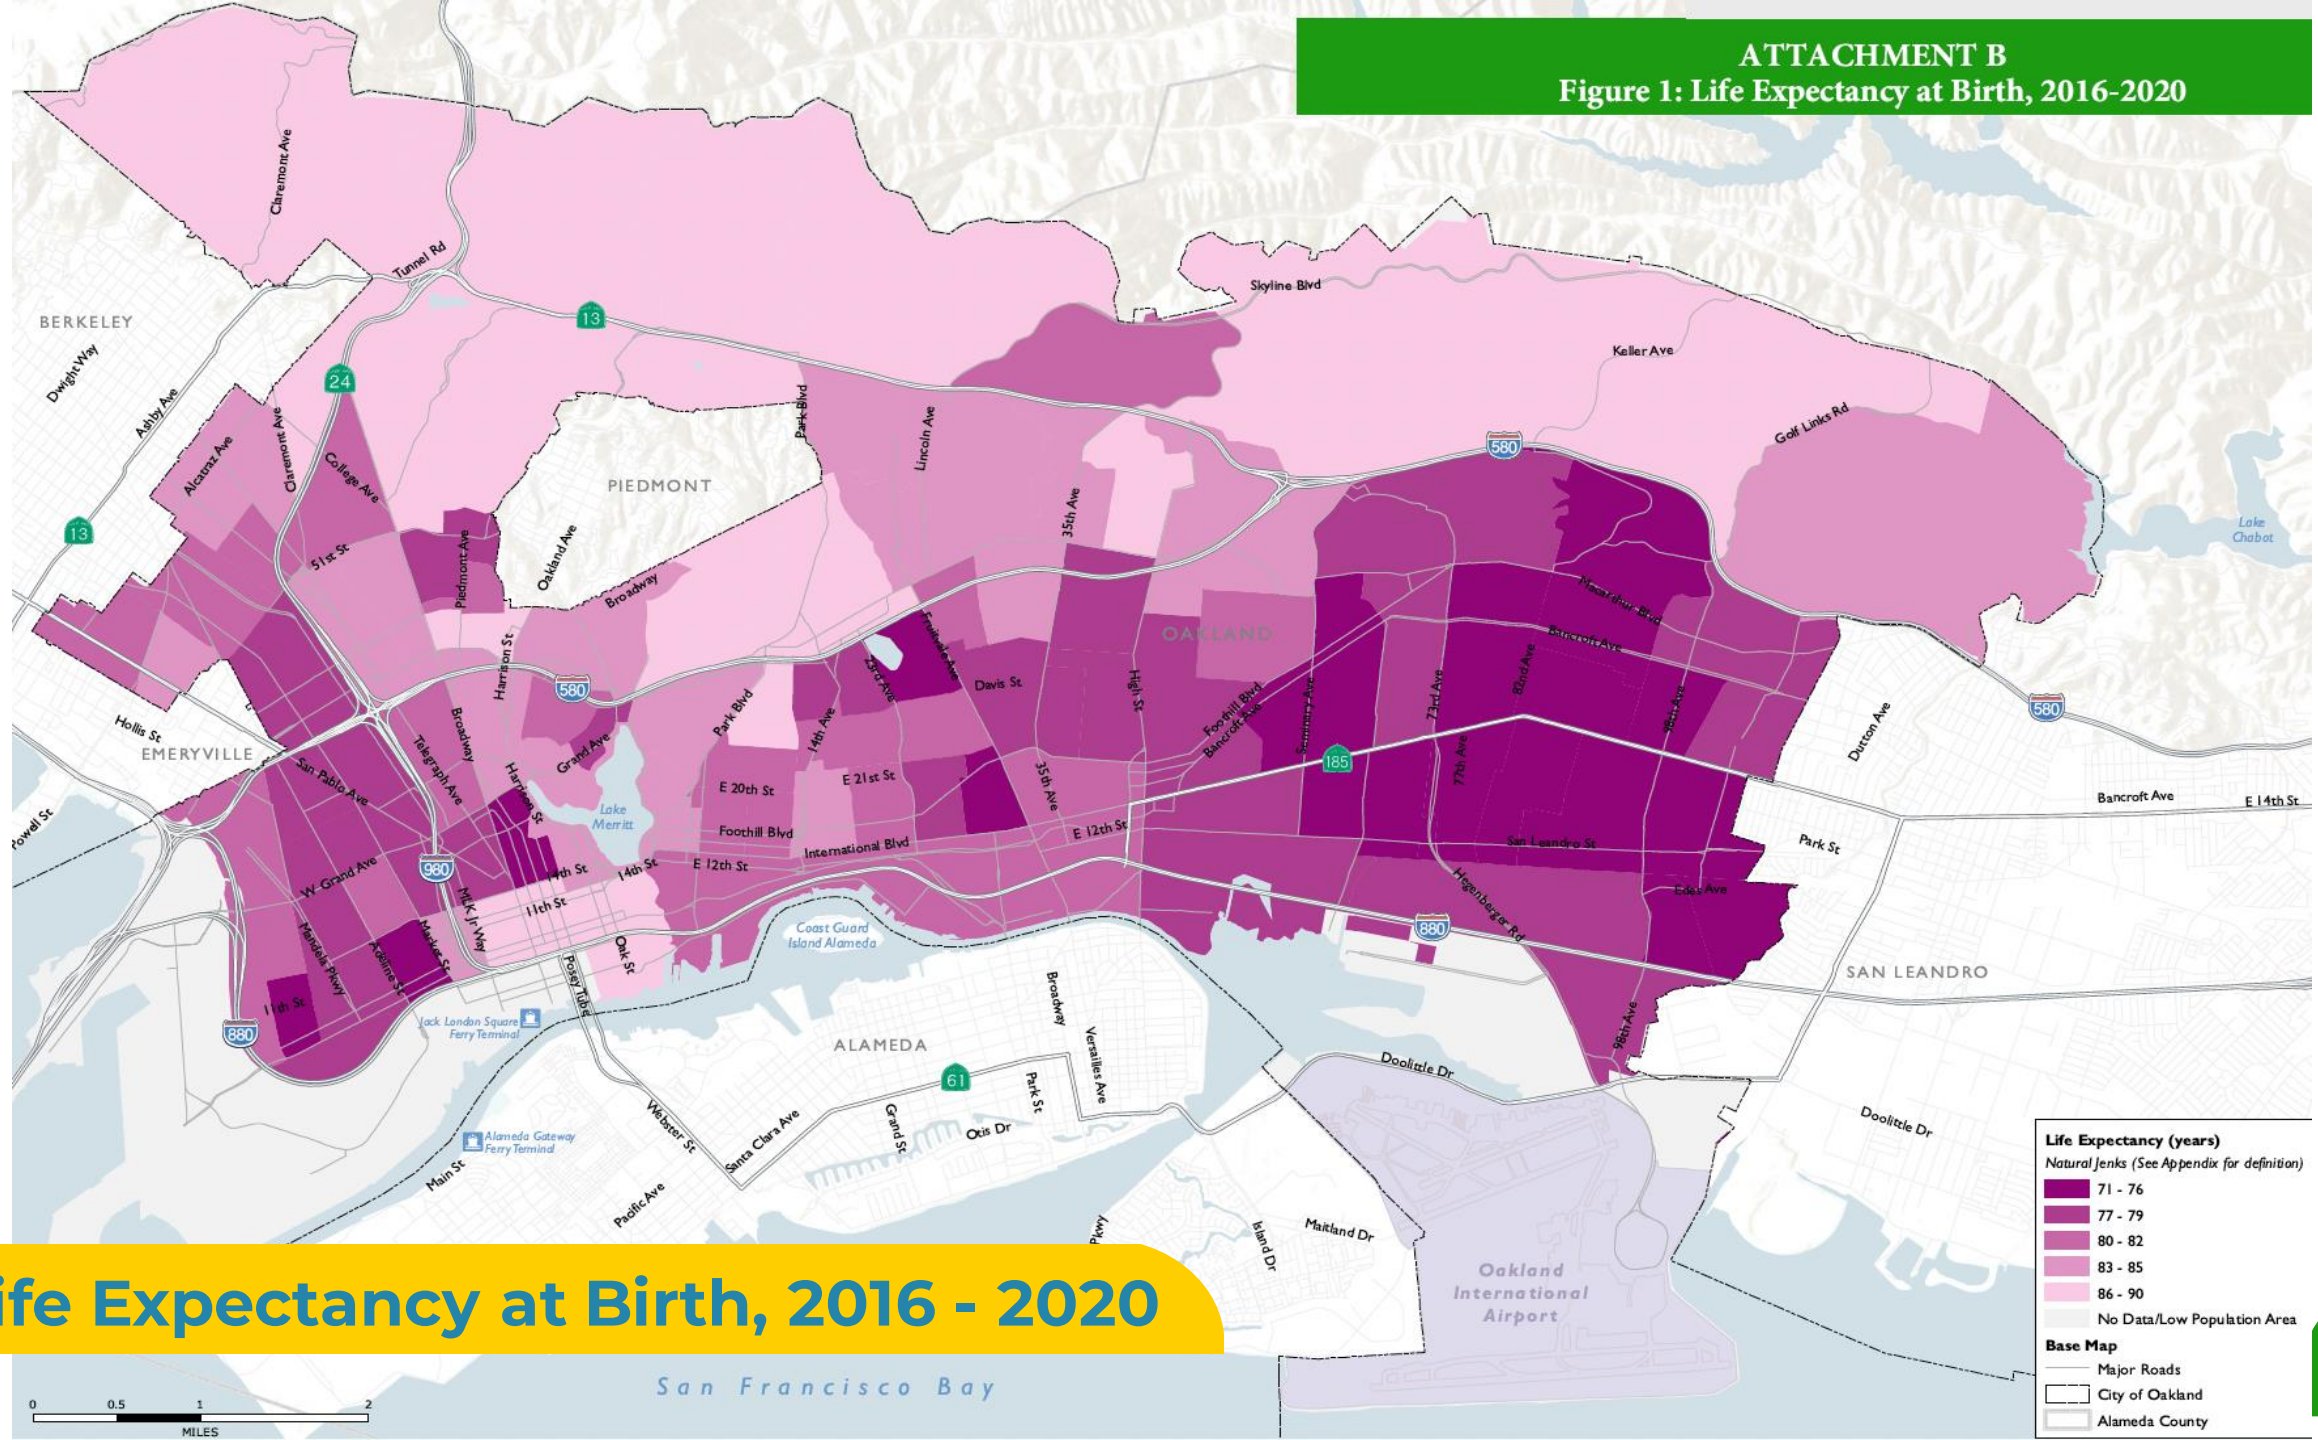 ATTACHMENT B
Figure 1: Life Expectancy at Birth, 2016-2020
Claremont Ave
Tunnel Rd
BERKELEY
Dwight Way
Ashby Ave
13
24
13
Skyline Blvd
Keller Ave
Golf Links Rd
Alcatraz Ave
Claremont Ave
College Ave
51st St
Piedmont Ave
PIEDMONT
Oakland Ave
Broadway
Park Blvd
Lincoln Ave
35th Ave
580
Lake
Chabot
Macarthur Blvd
Bancroft Ave
OAKLAND
Hollis St
EMERYVILLE
Powell St
San Pablo Ave
Telegraph Ave
Broadway
Harrison St
580
Grand Ave
Harrison St
Lake
Merritt
Park Blvd
14th Ave
23rd Ave
Fruitvale Ave
Davis St
High St
Foothill Blvd
Bancroft Ave
Seminary Ave
73rd Ave
77th Ave
82nd Ave
98th Ave
185
580
Dutton Ave
Bancroft Ave
E 14th St
Park St
E 20th St
E 21st St
35th Ave
Foothill Blvd
International Blvd
E 12th St
E 12th St
San Leandro St
Edes Ave
Hegenberger Rd
W Grand Ave
980
14th St
14th St
11th St
MLK Jr Way
Market St
Adeline St
Mandela Pkwy
11th St
880
Oak St
Posey Tube
Coast Guard
Island Alameda
880
SAN LEANDRO
98th Ave
Jack London Square
Ferry Terminal
ALAMEDA
Broadway
Versailles Ave
61
Park St
Doolittle Dr
Doolittle Dr
Alameda Gateway
Ferry Terminal
Main St
Webster St
Santa Clara Ave
Grand St
Otis Dr
Pacific Ave
Pkwy
Island Dr
Maitland Dr
Oakland
International
Airport
San Francisco Bay
ife Expectancy at Birth, 2016 - 2020
0 0.5 1 2
MILES
Life Expectancy (years)
Natural Jenks (See Appendix for definition)
71 - 76
77 - 79
80 - 82
83 - 85
86 - 90
No Data/Low Population Area
Base Map
Major Roads
City of Oakland
Alameda County